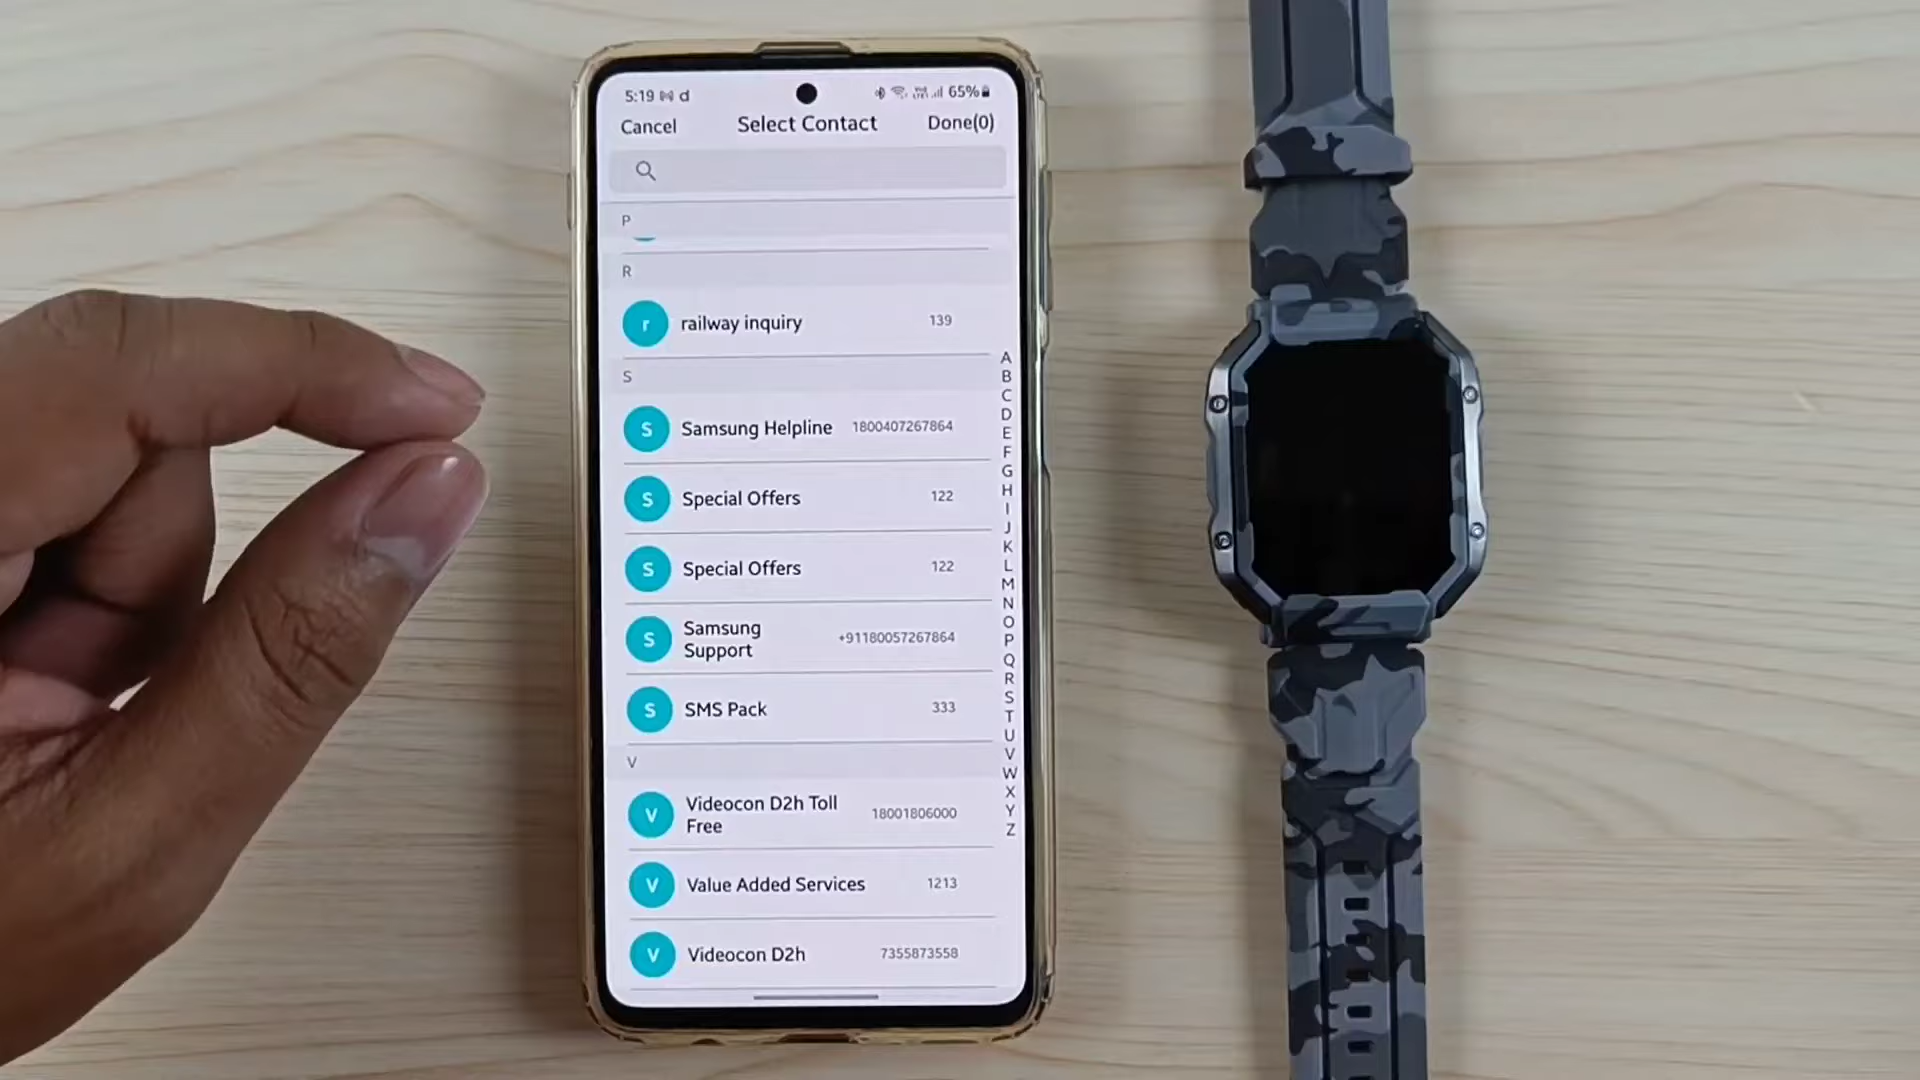 5:19 d 65%
Cancel Select Contact Done(0)
P
R
r railway inquiry 139
S
S Samsung Helpline 1800407267864
S Special Offers 122
S Special Offers 122
S Samsung
Support +91180057267864
S SMS Pack 333
V
V Videocon D2h Toll
Free 18001806000
V Value Added Services 1213
V Videocon D2h 7355873558
A
B
C
D
E
F
G
H
I
J
K
L
M
N
O
P
Q
R
S
T
U
V
W
X
Y
Z